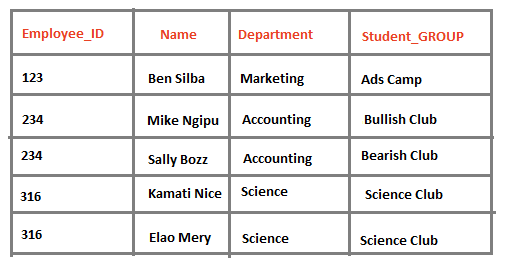 Employee_ID Name Department Student_GROUP
123 Ben Silba Marketing Ads Camp
234 Mike Ngipu Accounting Bullish Club
234 Sally Bozz Accounting Bearish Club
316 Kamati Nice Science Science Club
316 Elao Mery Science Science Club